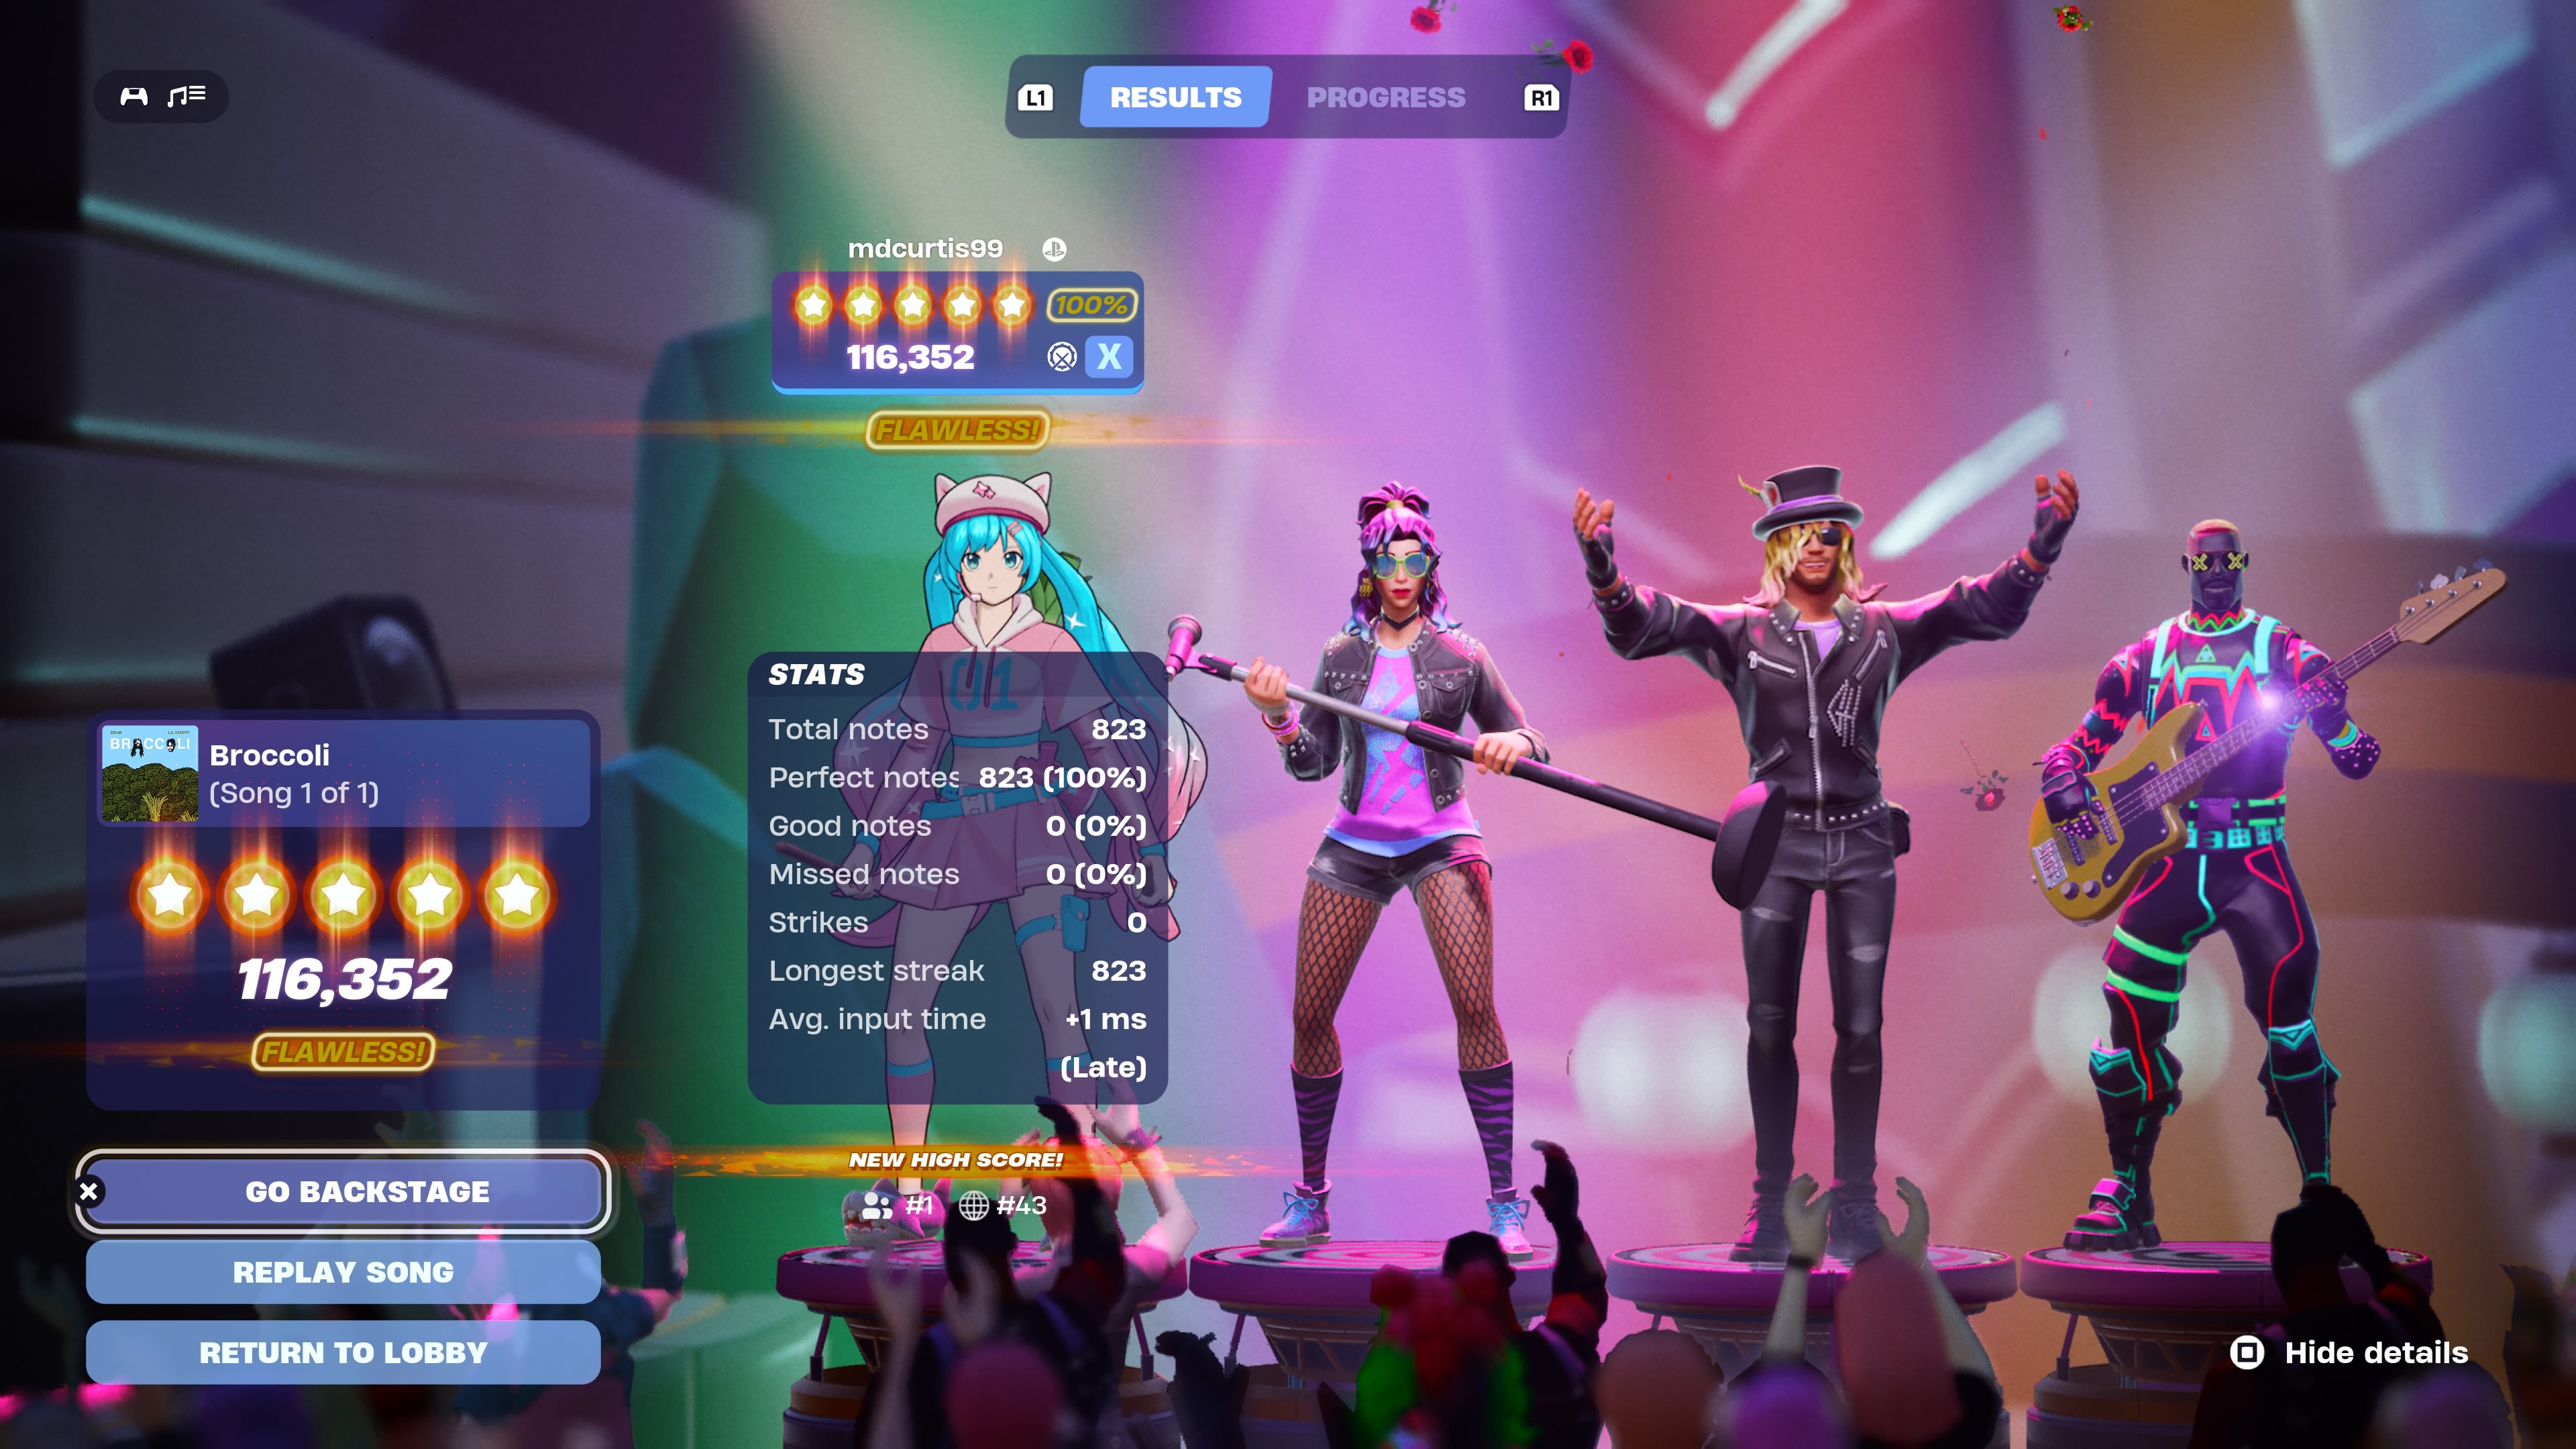 L1
RESULTS
PROGRESS
R1
mdcurtis99
100%
116,352
X
FLAWLESS!
01
STATS
Total notes 823
Perfect notes 823 (100%)
Good notes 0 (0%)
Missed notes 0 (0%)
Strikes 0
Longest streak 823
Avg. input time +1 ms
(Late)
BROCCOLI
Broccoli
(Song 1 of 1)
116,352
FLAWLESS!
NEW HIGH SCORE!
#1 #43
GO BACKSTAGE
REPLAY SONG
RETURN TO LOBBY
Hide details